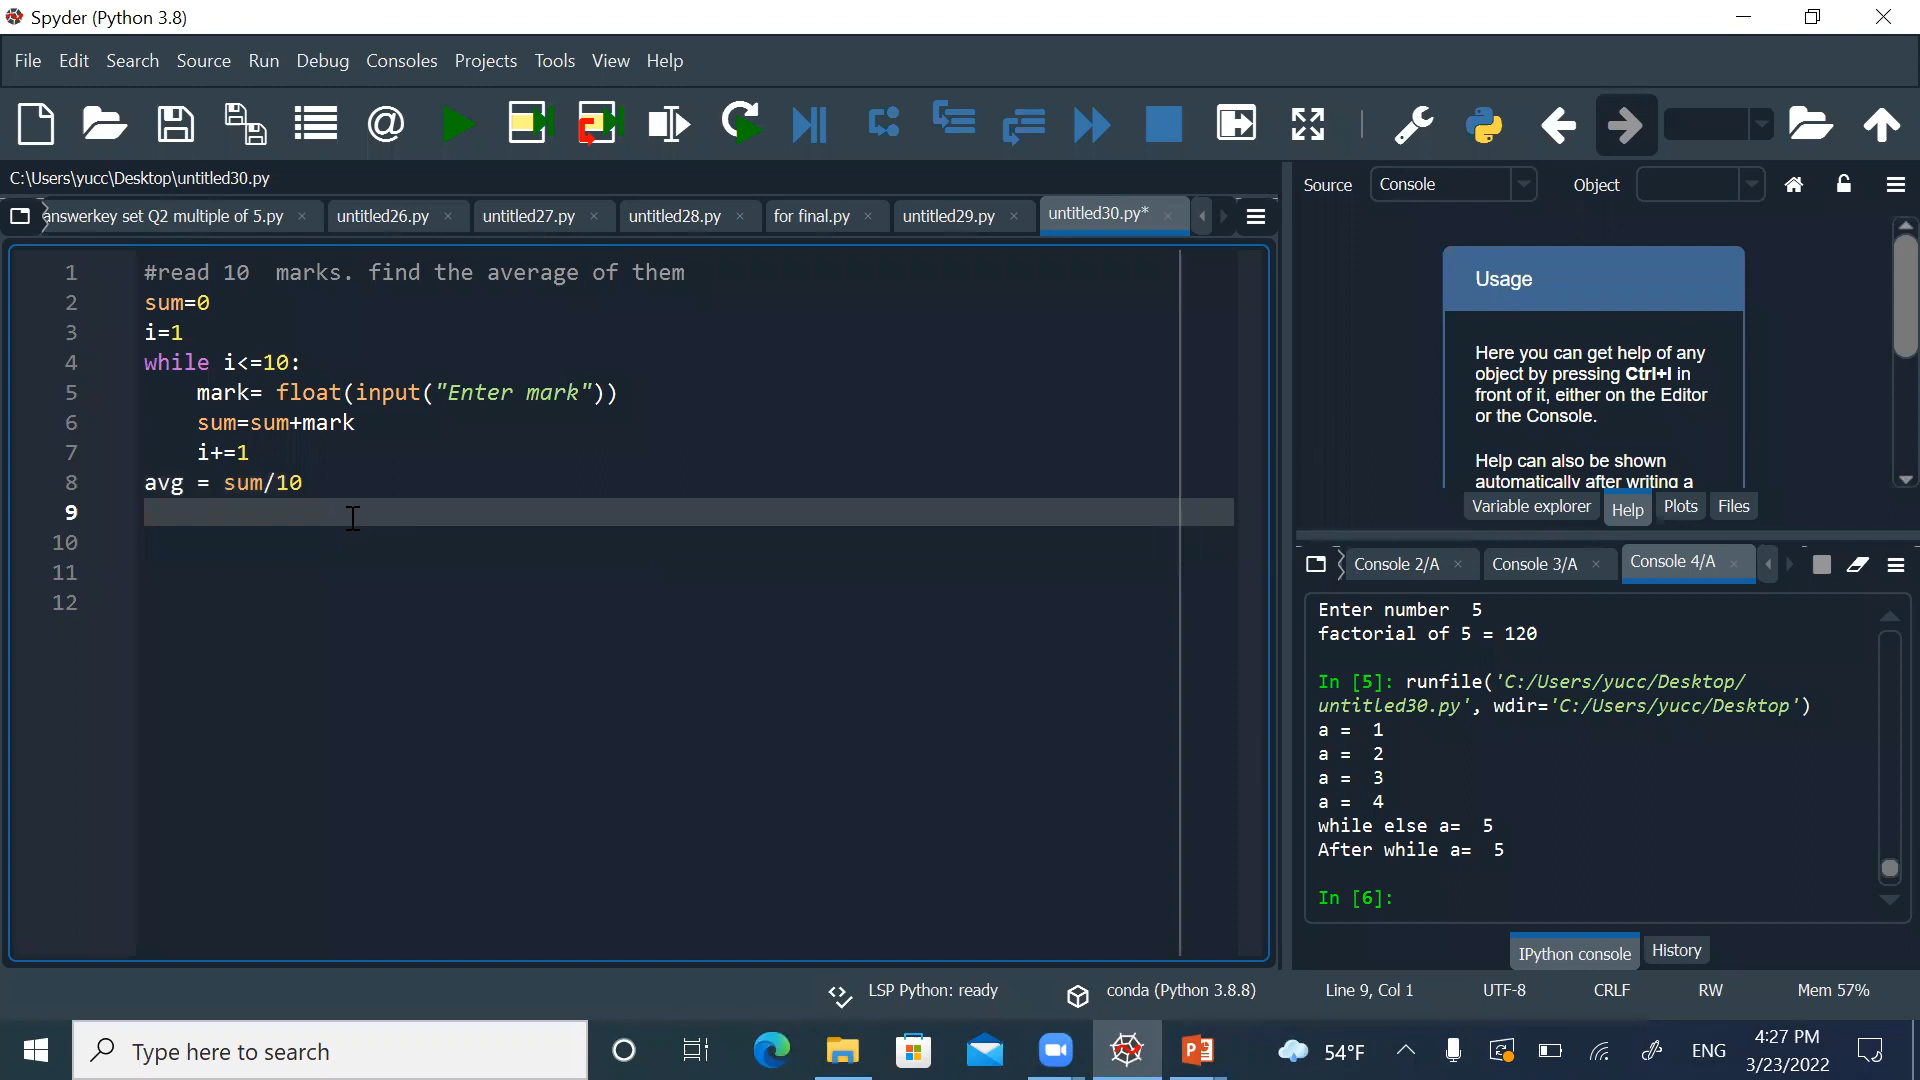 Spyder (Python 3.8)
File Edit Search Source Run Debug Consoles Projects Tools View Help
C:\Users\yucc\Desktop\untitled30.py
answerkey set Q2 multiple of 5.py untitled26.py untitled27.py untitled28.py for final.py untitled29.py untitled30.py*
1 #read 10  marks. find the average of them
2 sum=0
3 i=1
4 while i<=10:
5     mark= float(input("Enter mark"))
6     sum=sum+mark
7     i+=1
8 avg = sum/10
9
10
11
12
Source Console Object
Usage
Here you can get help of any
object by pressing Ctrl+I in
front of it, either on the Editor
or the Console.
Help can also be shown
automatically after writing a
Variable explorer Help Plots Files
Console 2/A Console 3/A Console 4/A
Enter number  5
factorial of 5 = 120
In [5]: runfile('C:/Users/yucc/Desktop/
untitled30.py', wdir='C:/Users/yucc/Desktop')
a =  1
a =  2
a =  3
a =  4
while else a=  5
After while a=  5
In [6]:
IPython console History
LSP Python: ready conda (Python 3.8.8) Line 9, Col 1 UTF-8 CRLF RW Mem 57%
Type here to search
54°F ENG 4:27 PM
3/23/2022